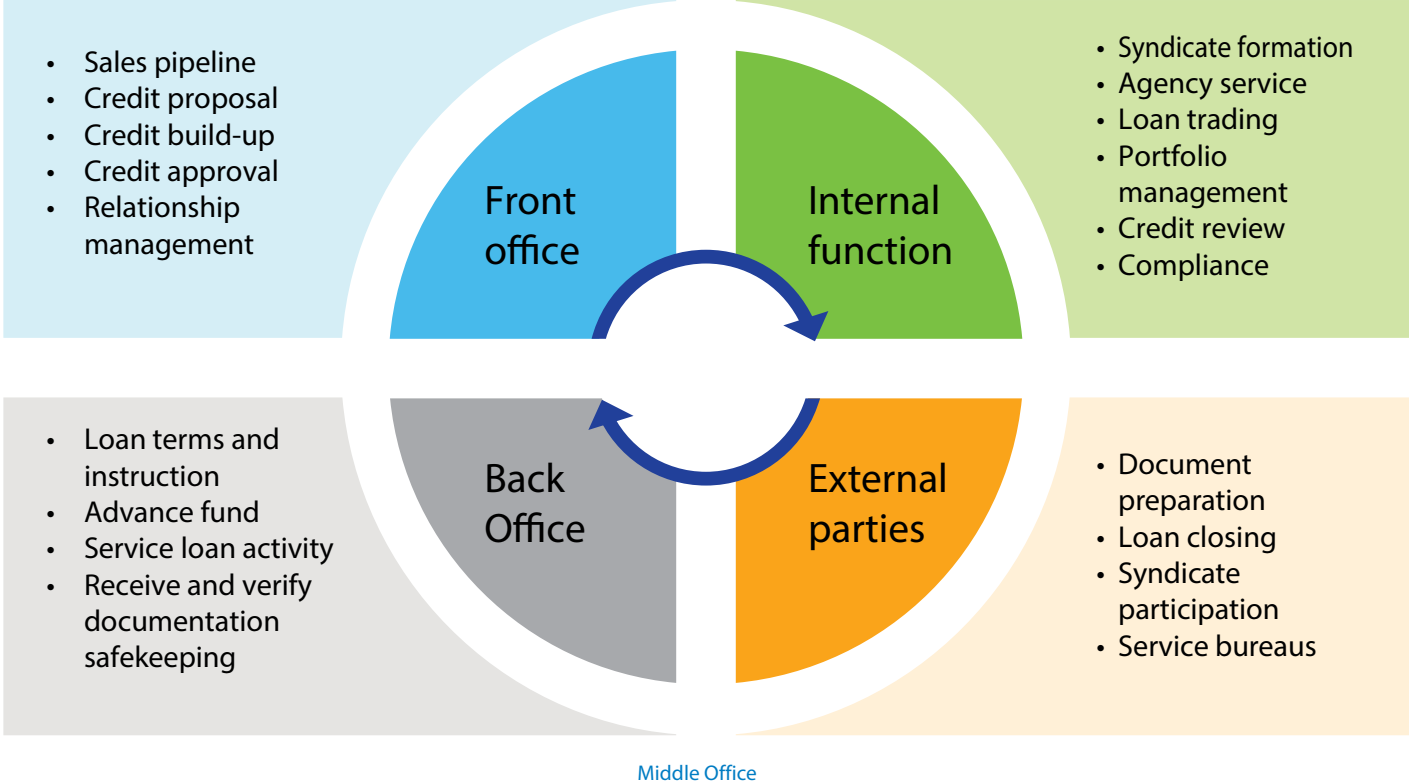 • Sales pipeline
• Credit proposal
• Credit build-up
• Credit approval
• Relationship
management
Front
office
Internal
function
• Syndicate formation
• Agency service
• Loan trading
• Portfolio
management
• Credit review
• Compliance
• Loan terms and
instruction
• Advance fund
• Service loan activity
• Receive and verify
documentation
safekeeping
Back
Office
External
parties
• Document
preparation
• Loan closing
• Syndicate
participation
• Service bureaus
Middle Office